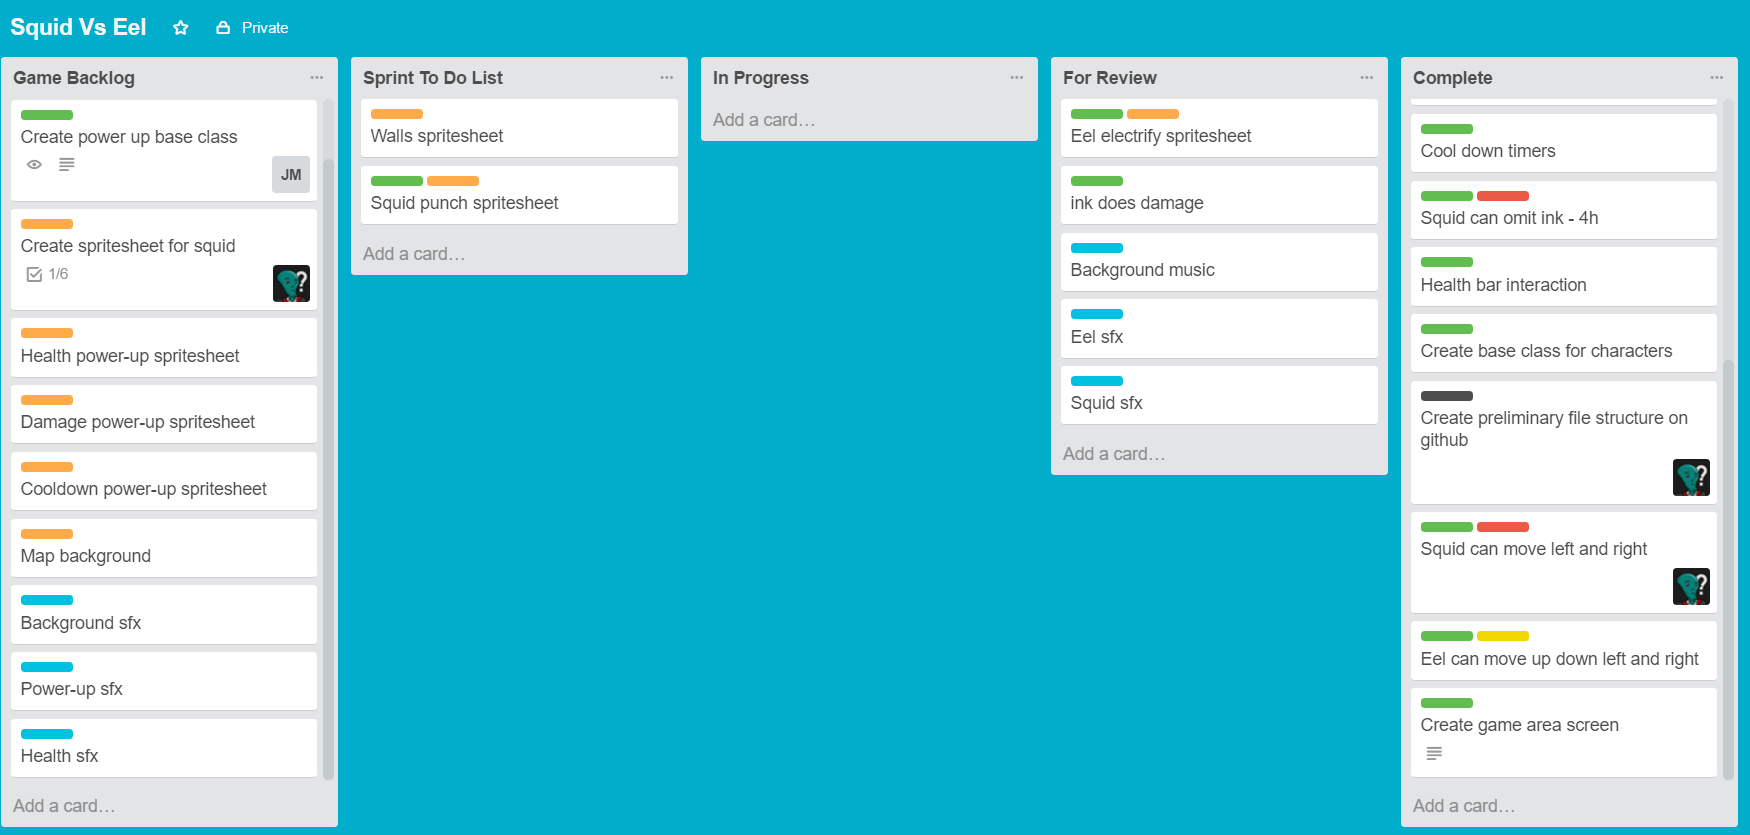 Squid Vs Eel
Private
Game Backlog
Create power up base class
JM
Create spritesheet for squid
1/6
?
Health power-up spritesheet
Damage power-up spritesheet
Cooldown power-up spritesheet
Map background
Background sfx
Power-up sfx
Health sfx
Add a card…
Sprint To Do List
Walls spritesheet
Squid punch spritesheet
Add a card…
In Progress
Add a card…
For Review
Eel electrify spritesheet
ink does damage
Background music
Eel sfx
Squid sfx
Add a card…
Complete
Cool down timers
Squid can omit ink - 4h
Health bar interaction
Create base class for characters
Create preliminary file structure on
github
?
Squid can move left and right
?
Eel can move up down left and right
Create game area screen
Add a card…